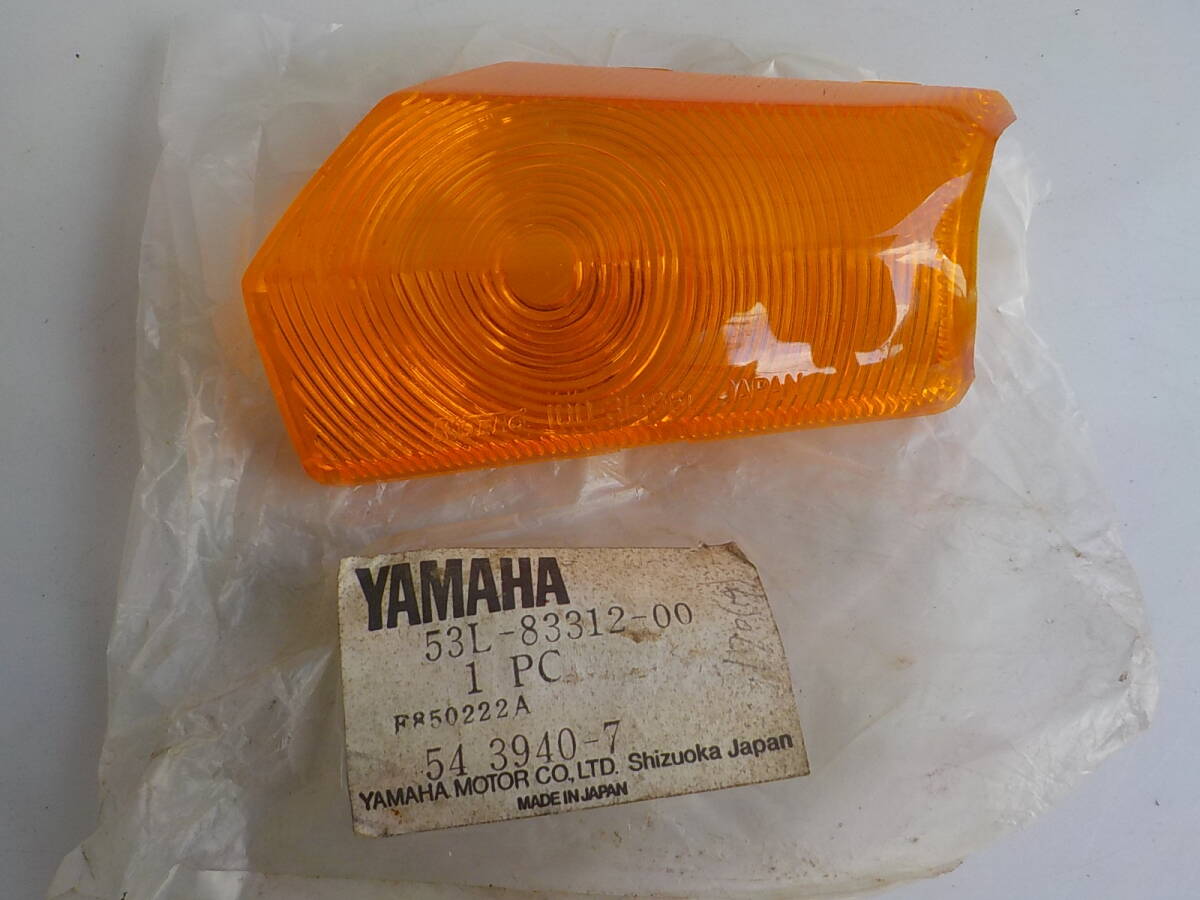 JAPAN
YAMAHA
53L-83312-00
1 PC
F850222A
54 3940-7
YAMAHA MOTOR CO., LTD. Shizuoka Japan
MADE IN JAPAN